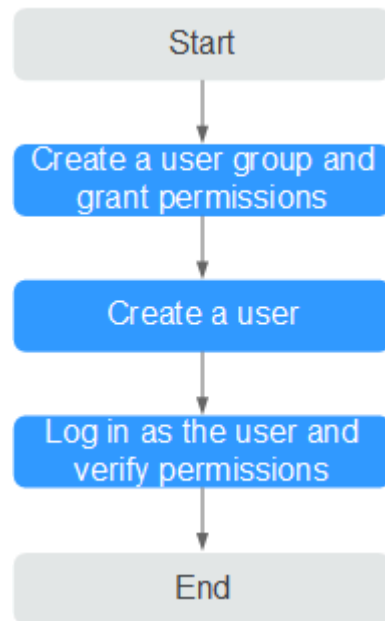 Start
Create a user group and
grant permissions
Create a user
Log in as the user and
verify permissions
End